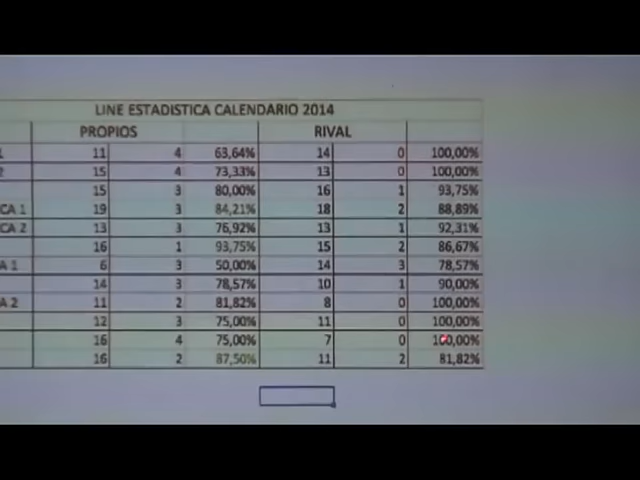 LINE ESTADISTICA CALENDARIO 2014
PROPIOS RIVAL
1 11 4 63,64% 14 0 100,00%
2 15 4 73,33% 13 0 100,00%
15 3 80,00% 16 1 93,75%
CA 1 19 3 84,21% 18 2 88,89%
CA 2 13 3 76,92% 13 1 92,31%
16 1 93,75% 15 2 86,67%
A 1 6 3 50,00% 14 3 78,57%
14 3 78,57% 10 1 90,00%
A 2 11 2 81,82% 8 0 100,00%
12 3 75,00% 11 0 100,00%
16 4 75,00% 7 0 100,00%
16 2 87,50% 11 2 81,82%